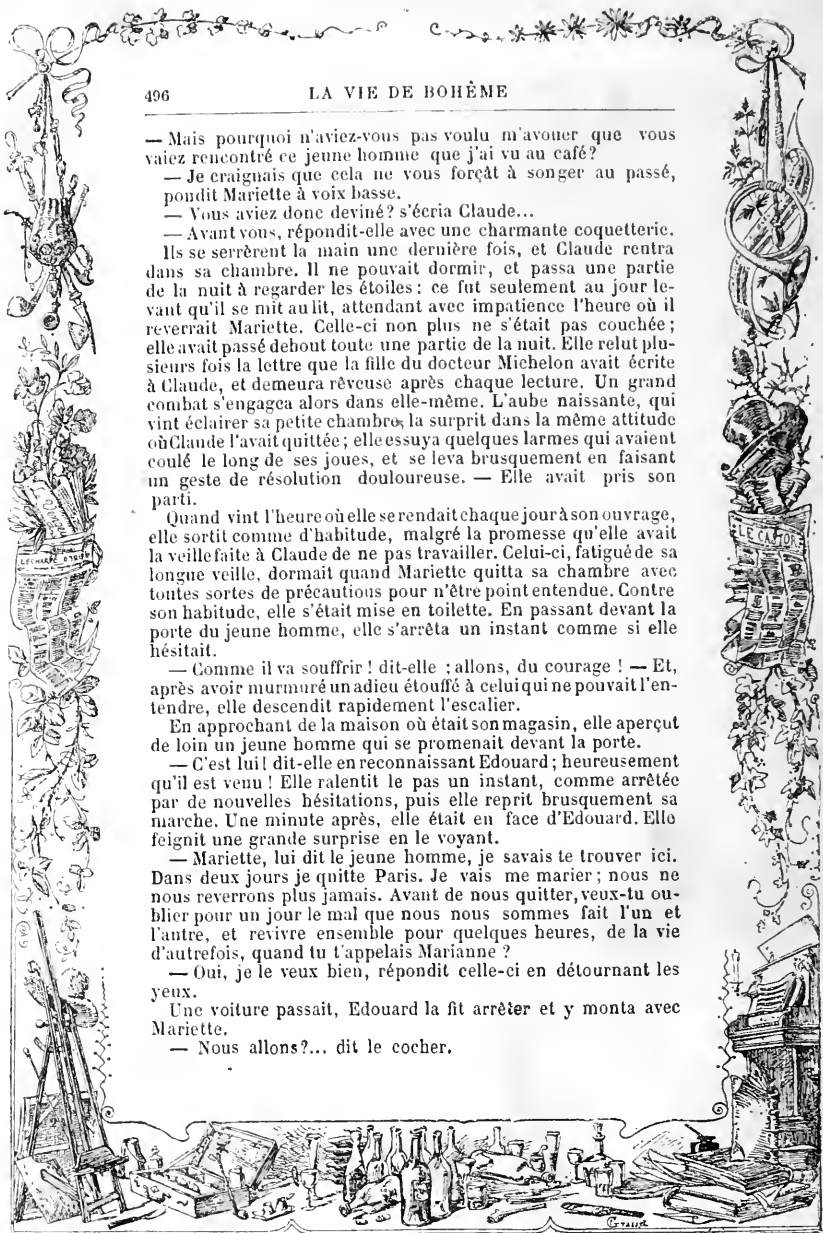 496
LA VIE DE BOHÊME
— Mais pourquoi n'aviez-vous pas voulu m'avouer que vous
vaiez rencontré ce jeune homme que j'ai vu au café?
— Je craignais que cela ne vous forçât à songer au passé,
pondit Mariette à voix basse.
— Vous aviez donc deviné? s'écria Claude...
— Avant vous, répondit-elle avec une charmante coquetterie.
Ils se serrèrent la main une dernière fois, et Claude rentra
dans sa chambre. Il ne pouvait dormir, et passa une partie
de la nuit à regarder les étoiles: ce fut seulement au jour le-
vant qu'il se mit au lit, attendant avec impatience l'heure où il
reverrait Mariette. Celle-ci non plus ne s'était pas couchée;
elle avait passé debout toute une partie de la nuit. Elle relut plu-
sieurs fois la lettre que la fille du docteur Michelon avait écrite
à Claude, et demeura rêveuse après chaque lecture. Un grand
combat s'engagea alors dans elle-même. L'aube naissante, qui
vint éclairer sa petite chambre, la surprit dans la même attitude
où Claude l'avait quittée; elle essuya quelques larmes qui avaient
coulé le long de ses joues, et se leva brusquement en faisant
un geste de résolution douloureuse. — Elle avait pris son
parti.
Quand vint l'heure où elle se rendait chaque jour à son ouvrage,
elle sortit comme d'habitude, malgré la promesse qu'elle avait
la veille faite à Claude de ne pas travailler. Celui-ci, fatigué de sa
longue veille, dormait quand Mariette quitta sa chambre avec
toutes sortes de précautions pour n'être point entendue. Contre
son habitude, elle s'était mise en toilette. En passant devant la
porte du jeune homme, elle s'arrêta un instant comme si elle
hésitait.
— Comme il va souffrir! dit-elle; allons, du courage! — Et,
après avoir murmuré un adieu étouffé à celui qui ne pouvait l'en-
tendre, elle descendit rapidement l'escalier.
En approchant de la maison où était son magasin, elle aperçut
de loin un jeune homme qui se promenait devant la porte.
— C'est lui! dit-elle en reconnaissant Edouard; heureusement
qu'il est venu! Elle ralentit le pas un instant, comme arrêtée
par de nouvelles hésitations, puis elle reprit brusquement sa
marche. Une minute après, elle était en face d'Edouard. Elle
feignit une grande surprise en le voyant.
— Mariette, lui dit le jeune homme, je savais te trouver ici.
Dans deux jours je quitte Paris. Je vais me marier; nous ne
nous reverrons plus jamais. Avant de nous quitter, veux-tu ou-
blier pour un jour le mal que nous nous sommes fait l'un et
l'autre, et revivre ensemble pour quelques heures, de la vie
d'autrefois, quand tu t'appelais Marianne?
— Oui, je le veux bien, répondit celle-ci en détournant les
yeux.
Une voiture passait, Edouard la fit arrêter et y monta avec
Mariette.
— Nous allons?... dit le cocher.
LE CASTOR
Grasset